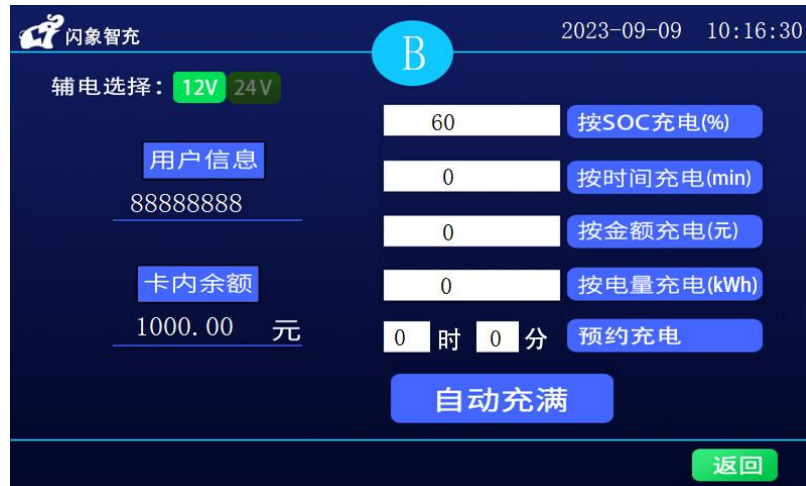 闪象智充
B
2023-09-09 10:16:30
辅电选择： 12V 24V
用户信息
88888888
卡内余额
1000.00 元
60 按SOC充电(%)
0 按时间充电(min)
0 按金额充电(元)
0 按电量充电(kWh)
0 时 0 分 预约充电
自动充满
返回